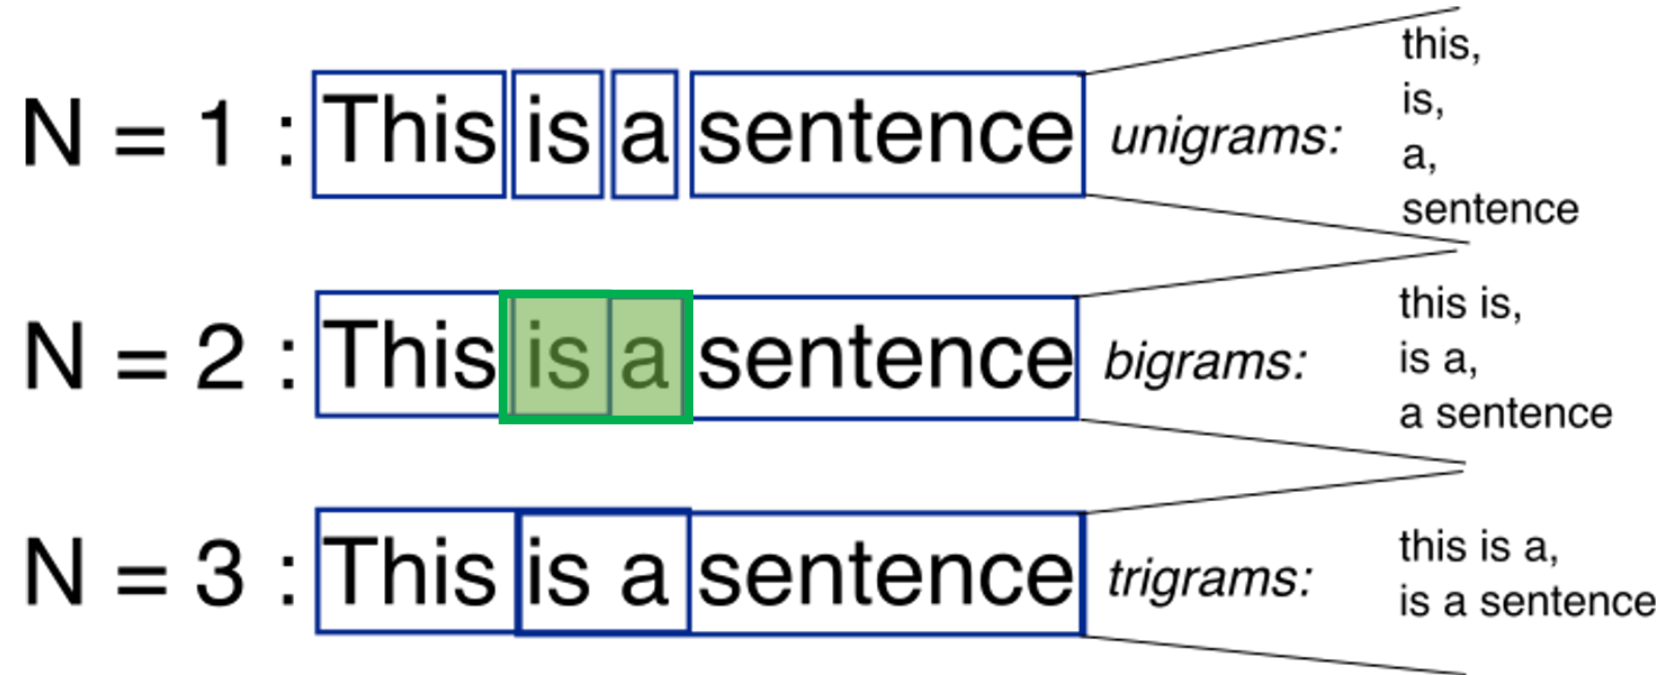 N = 1 : This is a sentence unigrams:
this,
is,
a,
sentence
N = 2 : This is a sentence bigrams:
this is,
is a,
a sentence
N = 3 : This is a sentence trigrams:
this is a,
is a sentence